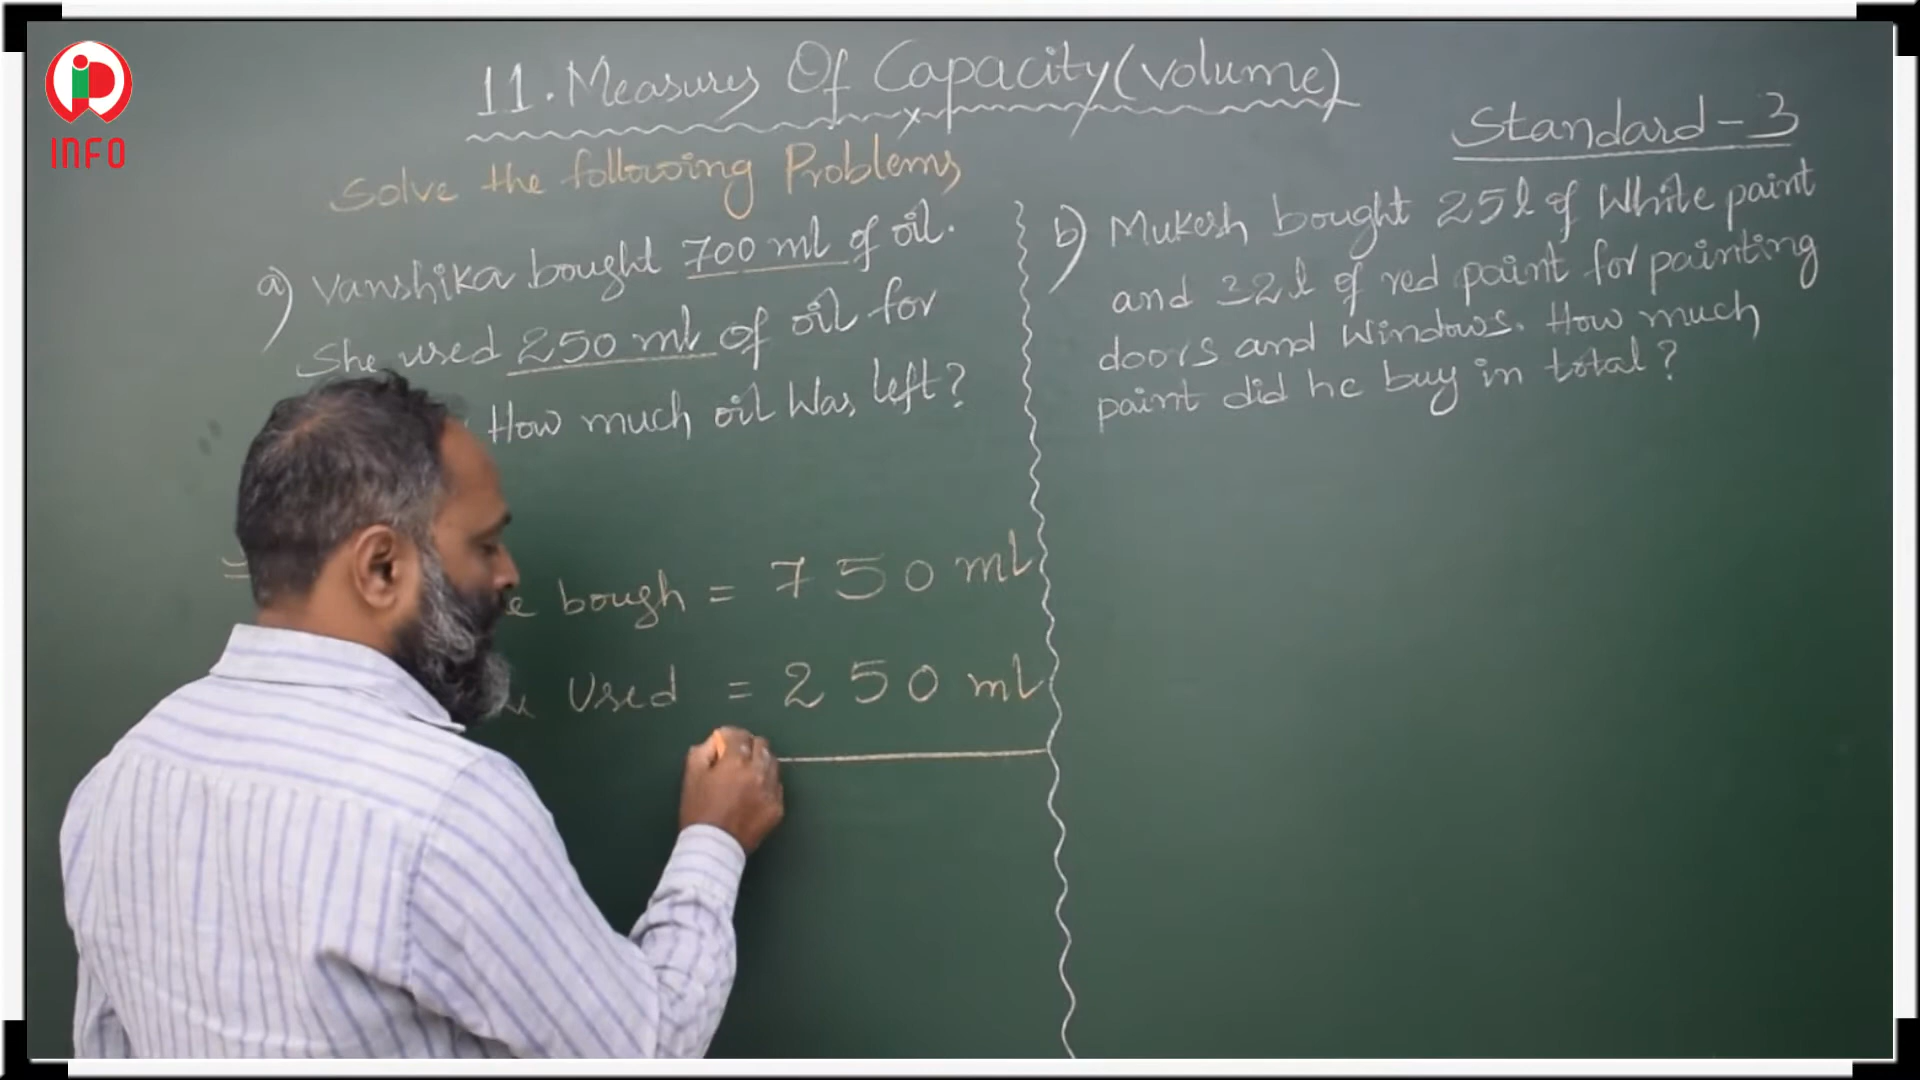 INFO
11. Measures Of Capacity (volume)
Standard - 3
Solve the following Problems
a) Vanshika bought 700 ml of oil.
She used 250 ml of oil for
How much oil Was left?
bough = 750 ml
Used = 250 ml
b) Mukesh bought 25 l of White paint
and 32 l of red paint for painting
doors and Windows. How much
paint did he buy in total?